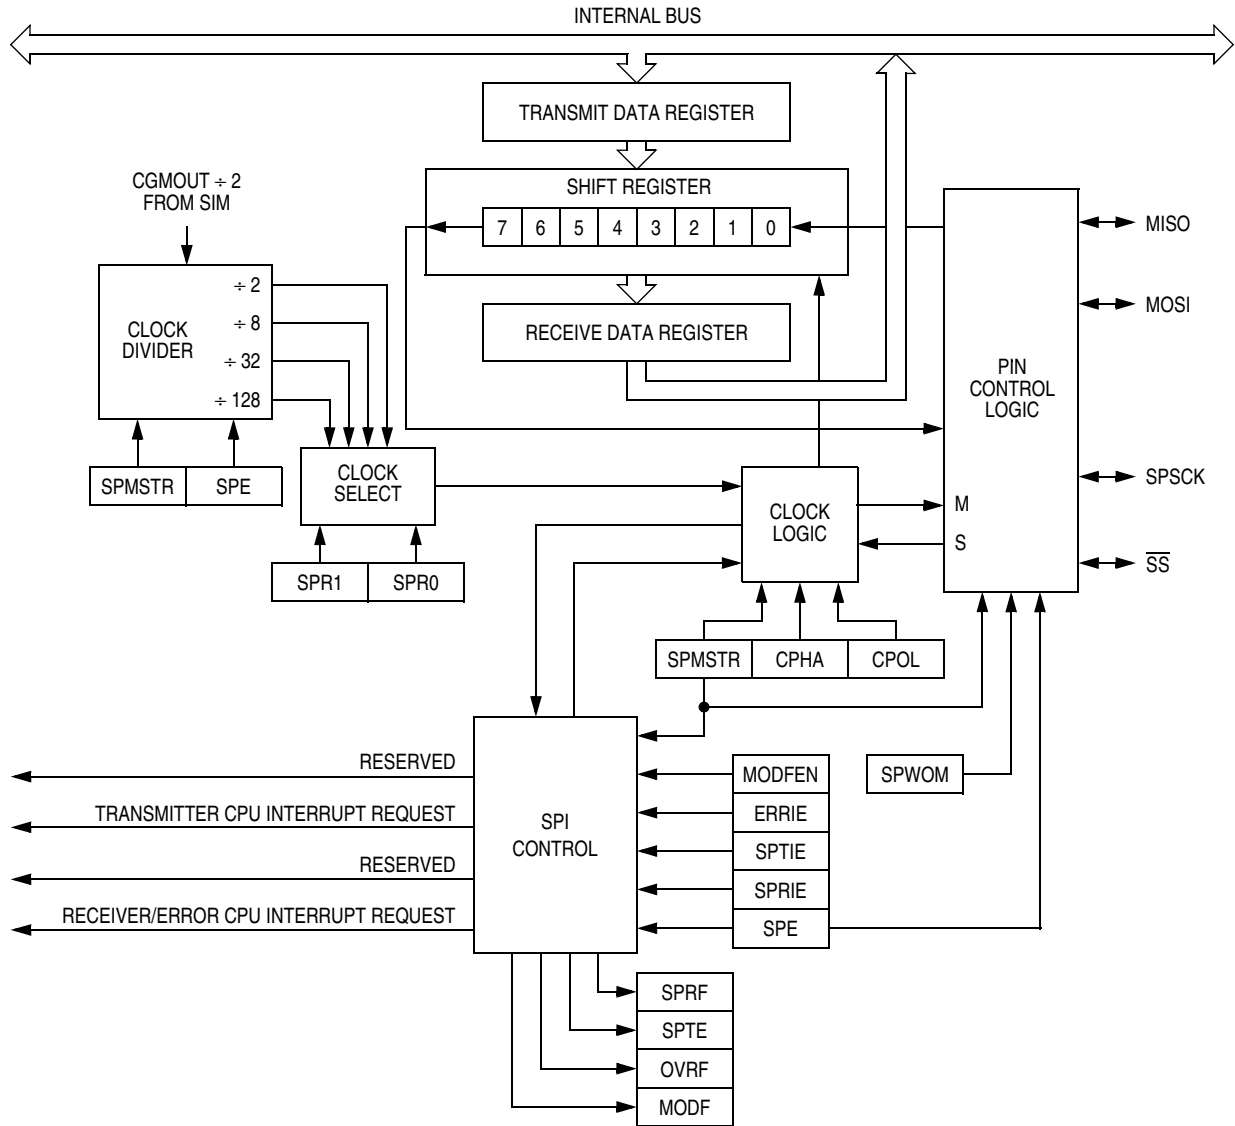 INTERNAL BUS
TRANSMIT DATA REGISTER
CGMOUT ÷ 2
FROM SIM
SHIFT REGISTER
7 6 5 4 3 2 1 0
MISO
÷ 2
÷ 8
÷ 32
÷ 128
CLOCK
DIVIDER
RECEIVE DATA REGISTER
MOSI
PIN
CONTROL
LOGIC
SPMSTR SPE
CLOCK
SELECT
SPSCK
M
S
CLOCK
LOGIC
SS
SPR1 SPR0
SPMSTR CPHA CPOL
RESERVED
TRANSMITTER CPU INTERRUPT REQUEST
RESERVED
RECEIVER/ERROR CPU INTERRUPT REQUEST
SPI
CONTROL
MODFEN
ERRIE
SPTIE
SPRIE
SPE
SPWOM
SPRF
SPTE
OVRF
MODF